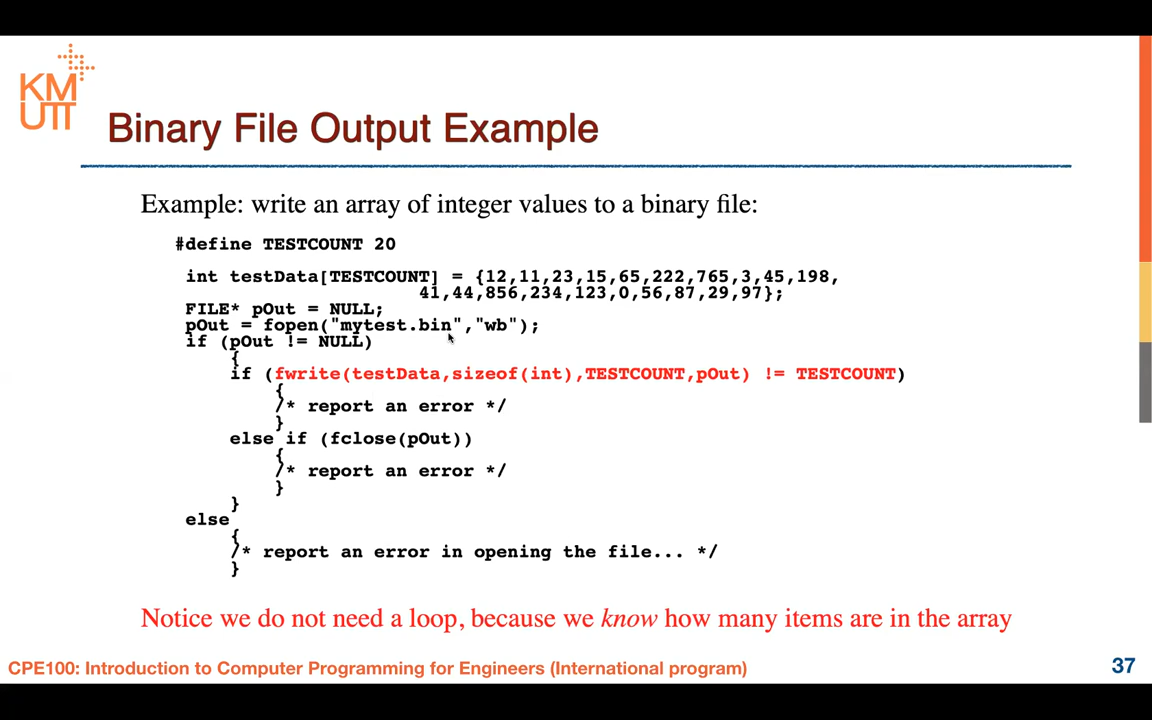 KM
UTT
Binary File Output Example
Example: write an array of integer values to a binary file:
#define TESTCOUNT 20
int testData[TESTCOUNT] = {12,11,23,15,65,222,765,3,45,198,
41,44,856,234,123,0,56,87,29,97};
FILE* pOut = NULL;
pOut = fopen("mytest.bin","wb");
if (pOut != NULL)
{
if (fwrite(testData,sizeof(int),TESTCOUNT,pOut) != TESTCOUNT)
{
/* report an error */
}
else if (fclose(pOut))
{
/* report an error */
}
}
else
{
/* report an error in opening the file... */
}
Notice we do not need a loop, because we know how many items are in the array
CPE100: Introduction to Computer Programming for Engineers (International program)
37